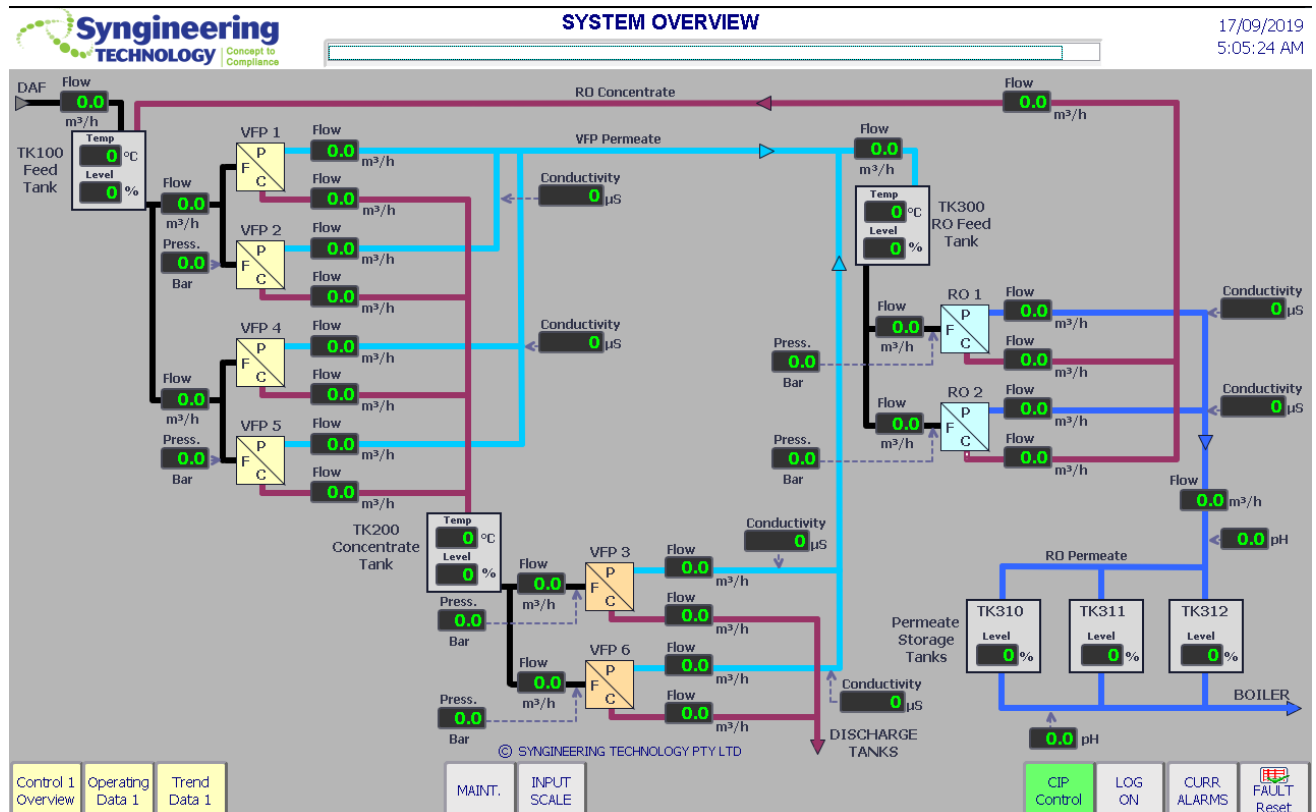 Syngineering
TECHNOLOGY
Concept to
Compliance
SYSTEM OVERVIEW
17/09/2019
5:05:24 AM
DAF
Flow
0.0
m³/h
TK100
Feed
Tank
Temp
0 °C
Level
0 %
RO Concentrate
Flow
0.0
m³/h
Flow
0.0
m³/h
Press.
0.0
Bar
VFP 1
P
F
C
Flow
0.0
m³/h
Flow
0.0
m³/h
VFP 2
P
F
C
Flow
0.0
m³/h
Flow
0.0
m³/h
VFP Permeate
Conductivity
0 µS
Flow
0.0
m³/h
Press.
0.0
Bar
VFP 4
P
F
C
Flow
0.0
m³/h
Flow
0.0
m³/h
VFP 5
P
F
C
Flow
0.0
m³/h
Flow
0.0
m³/h
Conductivity
0 µS
Flow
0.0
m³/h
Temp
0 °C
Level
0 %
TK300
RO Feed
Tank
Flow
0.0
m³/h
Press.
0.0
Bar
RO 1
P
F
C
Flow
0.0
m³/h
Flow
0.0
m³/h
Conductivity
0 µS
Flow
0.0
m³/h
Press.
0.0
Bar
RO 2
P
F
C
Flow
0.0
m³/h
Flow
0.0
m³/h
Conductivity
0 µS
Flow
0.0 m³/h
0.0 pH
TK200
Concentrate
Tank
Temp
0 °C
Level
0 %
Flow
0.0
m³/h
Press.
0.0
Bar
VFP 3
P
F
C
Flow
0.0
m³/h
Flow
0.0
m³/h
Conductivity
0 µS
Flow
0.0
m³/h
Press.
0.0
Bar
VFP 6
P
F
C
Flow
0.0
m³/h
Flow
0.0
m³/h
Conductivity
0 µS
DISCHARGE
TANKS
RO Permeate
Permeate
Storage
Tanks
TK310
Level
0 %
TK311
Level
0 %
TK312
Level
0 %
BOILER
0.0 pH
© SYNGINEERING TECHNOLOGY PTY LTD
Control 1
Overview
Operating
Data 1
Trend
Data 1
MAINT.
INPUT
SCALE
CIP
Control
LOG
ON
CURR
ALARMS
FAULT
Reset